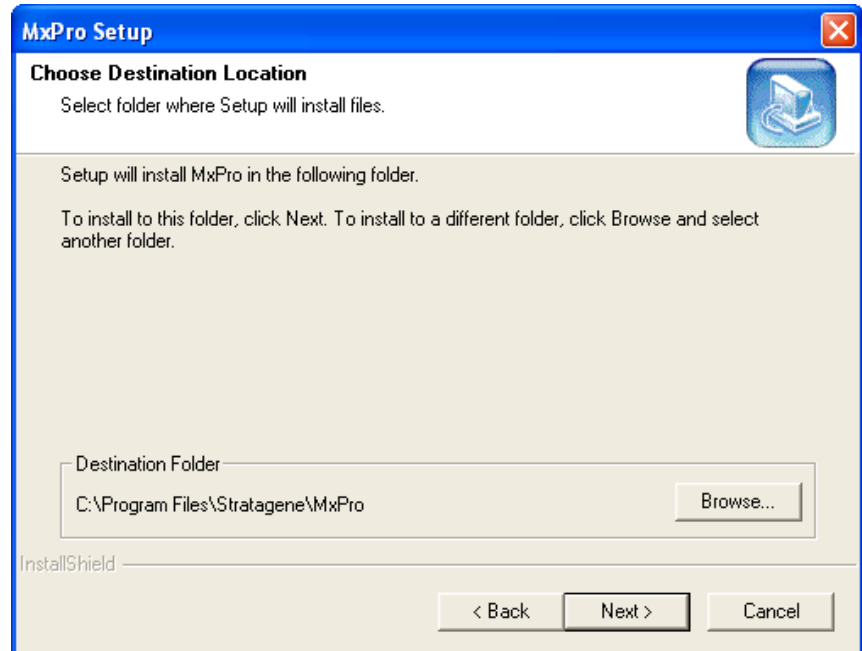 MxPro Setup
Choose Destination Location
Select folder where Setup will install files.
Setup will install MxPro in the following folder.
To install to this folder, click Next. To install to a different folder, click Browse and select
another folder.
Destination Folder
C:\Program Files\Stratagene\MxPro
Browse...
InstallShield
< Back
Next >
Cancel